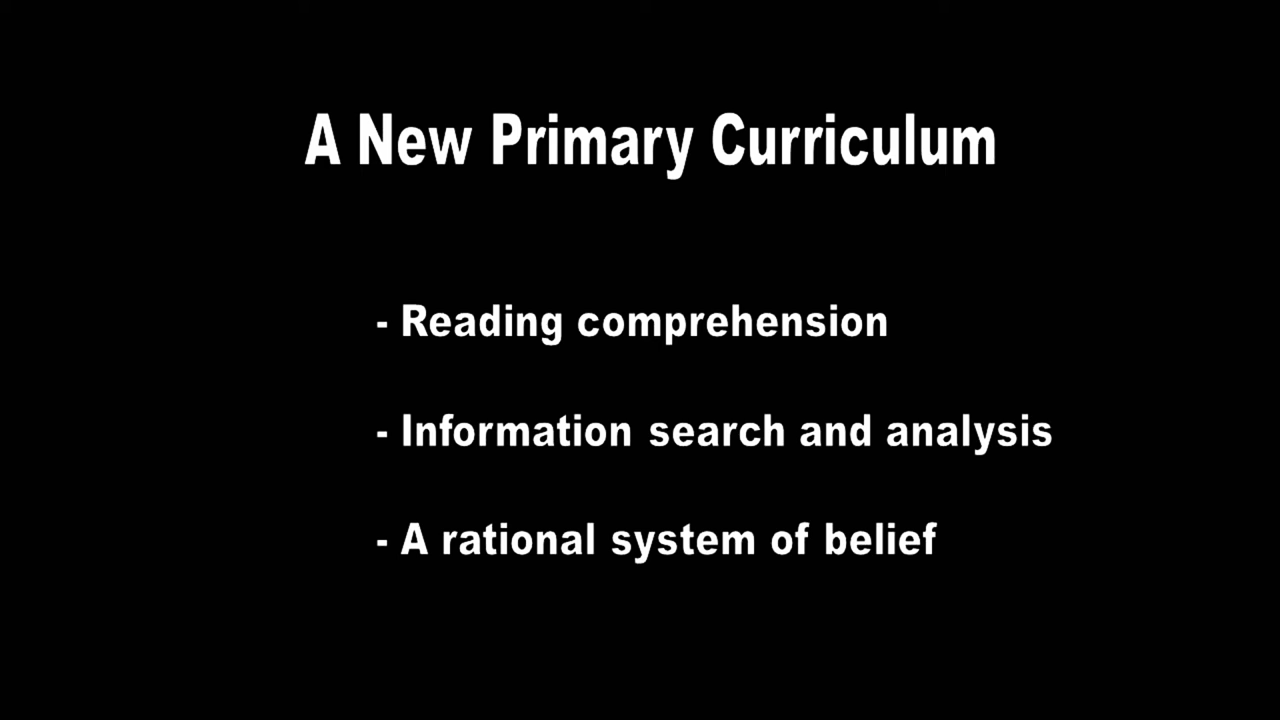 A New Primary Curriculum
- Reading comprehension
- Information search and analysis
- A rational system of belief